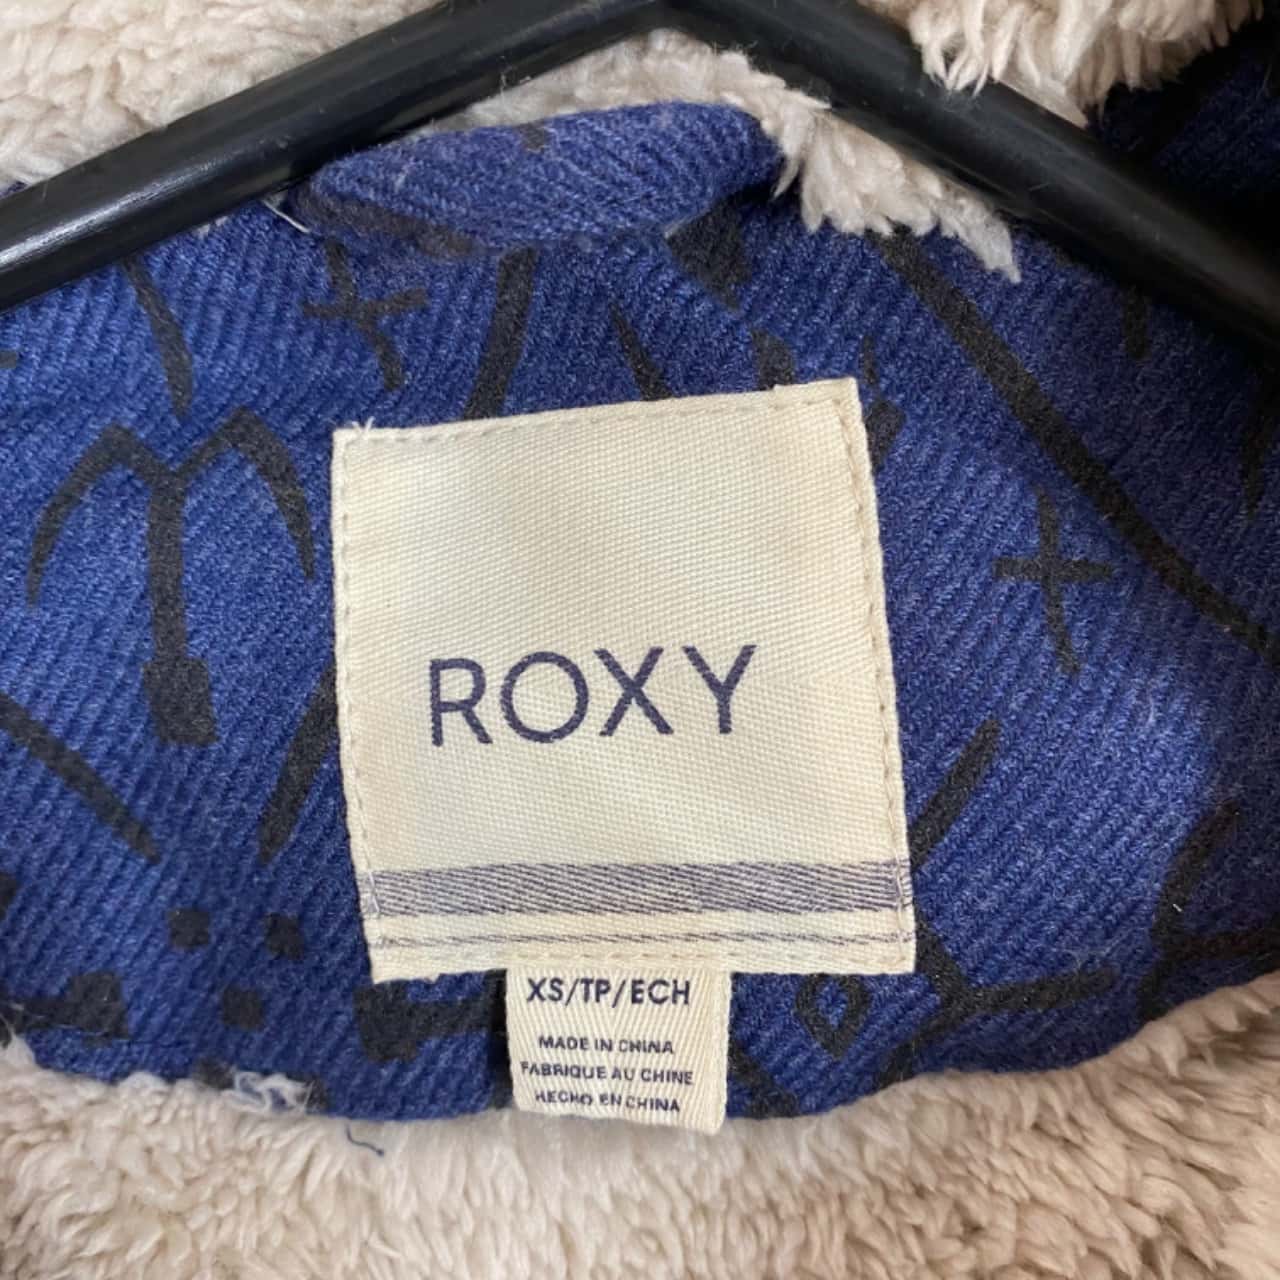 ROXY
XS/TP/ECH
MADE IN CHINA
FABRIQUE AU CHINE
HECHO EN CHINA